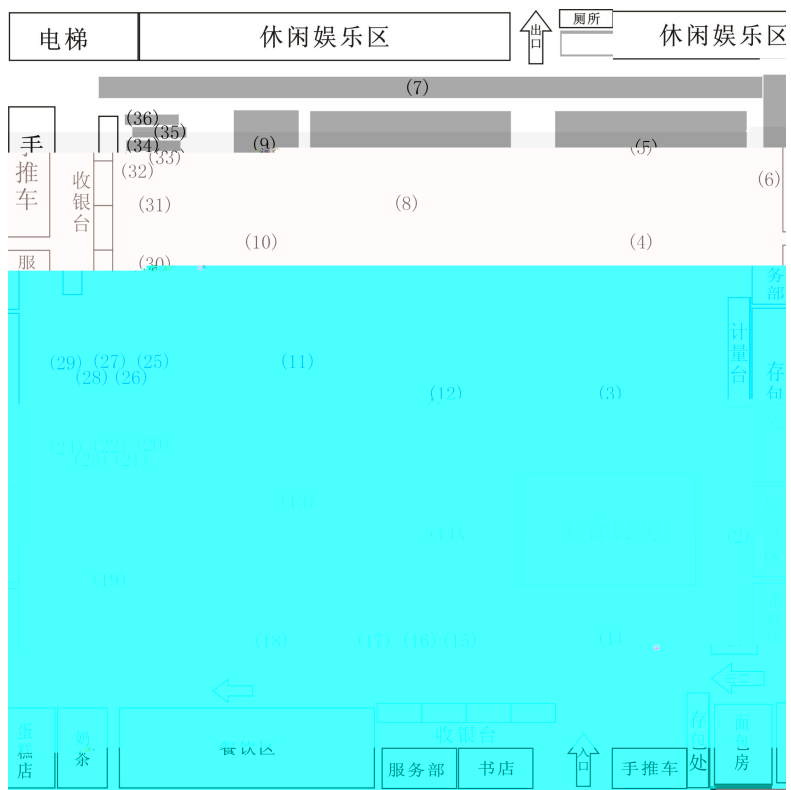 电梯
休闲娱乐区
出口
厕所
休闲娱乐区
(7)
(36)
(35)
(9)
(5)
(34)
手推车
(33)
(32)
收银台
(6)
(31)
(8)
(10)
(4)
服
(30)
务部
计量台
(29) (27) (25)
(11)
(28) (26)
存包
(12)
(3)
(24) (22) (20)
(23) (21)
(13)
(14)
(2)
(19)
(18)
(17) (16) (15)
(1)
蛋糕店
奶茶
餐饮区
收银台
服务部
书店
入口
手推车
存包处
面包房